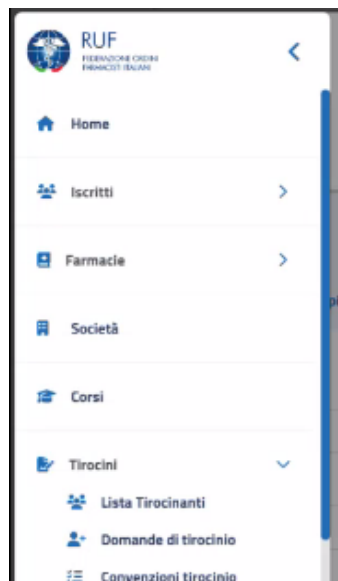 RUF
FEDERAZIONE ORDINI
FARMACISTI ITALIANI
Home
Iscritti
Farmacie
Società
Corsi
Tirocini
Lista Tirocinanti
Domande di tirocinio
Convenzioni tirocinio